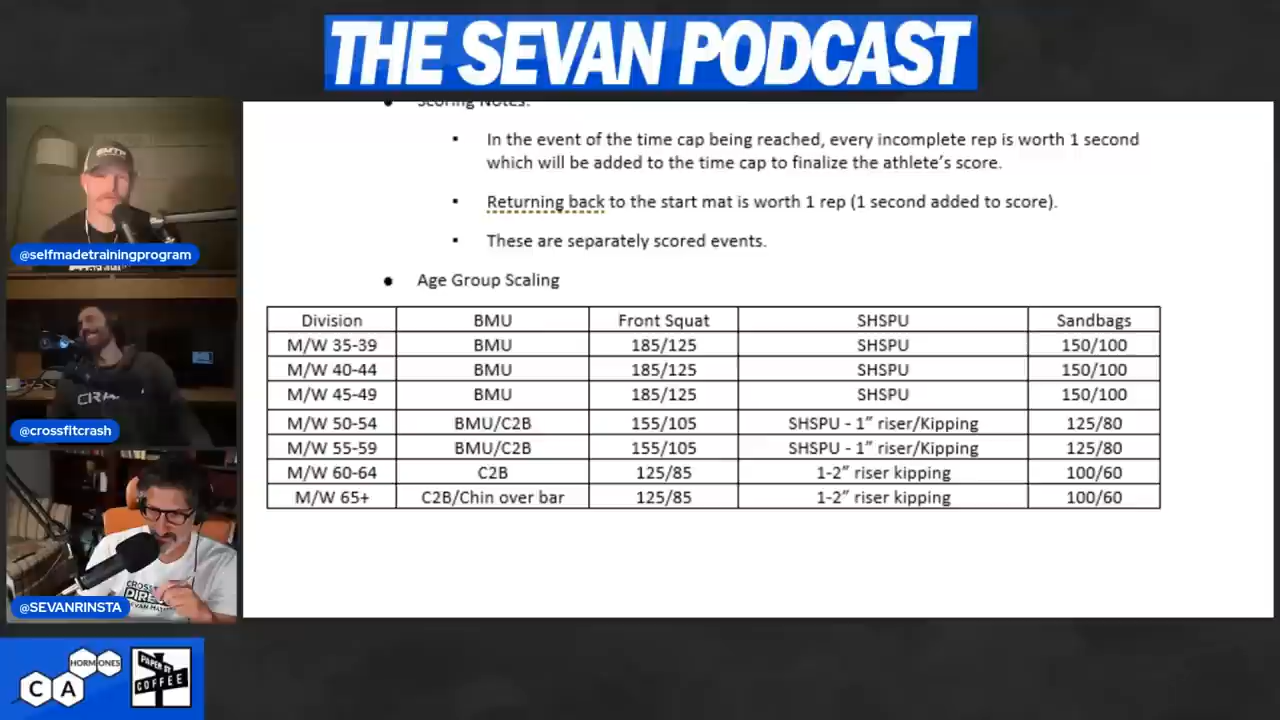 THE SEVAN PODCAST
Scoring Notes:
In the event of the time cap being reached, every incomplete rep is worth 1 second
which will be added to the time cap to finalize the athlete's score.
Returning back to the start mat is worth 1 rep (1 second added to score).
These are separately scored events.
Age Group Scaling
Division BMU Front Squat SHSPU Sandbags
M/W 35-39 BMU 185/125 SHSPU 150/100
M/W 40-44 BMU 185/125 SHSPU 150/100
M/W 45-49 BMU 185/125 SHSPU 150/100
M/W 50-54 BMU/C2B 155/105 SHSPU - 1” riser/Kipping 125/80
M/W 55-59 BMU/C2B 155/105 SHSPU - 1” riser/Kipping 125/80
M/W 60-64 C2B 125/85 1-2” riser kipping 100/60
M/W 65+ C2B/Chin over bar 125/85 1-2” riser kipping 100/60
@selfmadetrainingprogram
@crossfitcrash
@SEVANRINSTA
CA HORMONES
PAPER ST
COFFEE